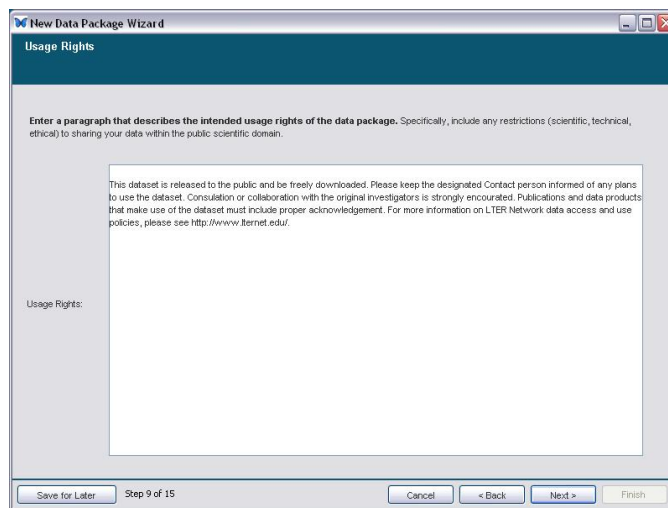 New Data Package Wizard
Usage Rights
Enter a paragraph that describes the intended usage rights of the data package. Specifically, include any restrictions (scientific, technical,
ethical) to sharing your data within the public scientific domain.
This dataset is released to the public and be freely downloaded. Please keep the designated Contact person informed of any plans
to use the dataset. Consulation or collaboration with the original investigators is strongly encourated. Publications and data products
that make use of the dataset must include proper acknowledgement. For more information on LTER Network data access and use
policies, please see http://www.lternet.edu/.
Usage Rights:
Save for Later Step 9 of 15 Cancel < Back Next > Finish